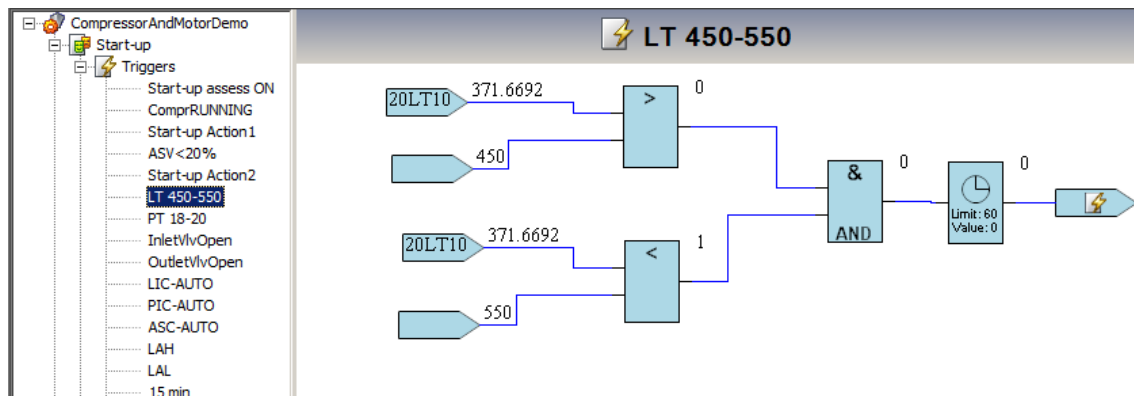 CompressorAndMotorDemo
Start-up
Triggers
Start-up assess ON
ComprRUNNING
Start-up Action1
ASV<20%
Start-up Action2
LT 450-550
PT 18-20
InletVlvOpen
OutletVlvOpen
LIC-AUTO
PIC-AUTO
ASC-AUTO
LAH
LAL
15 min
LT 450-550
20LT10 371.6692
> 0
450
& 0
AND
Limit: 60
Value: 0
0
20LT10 371.6692
< 1
550